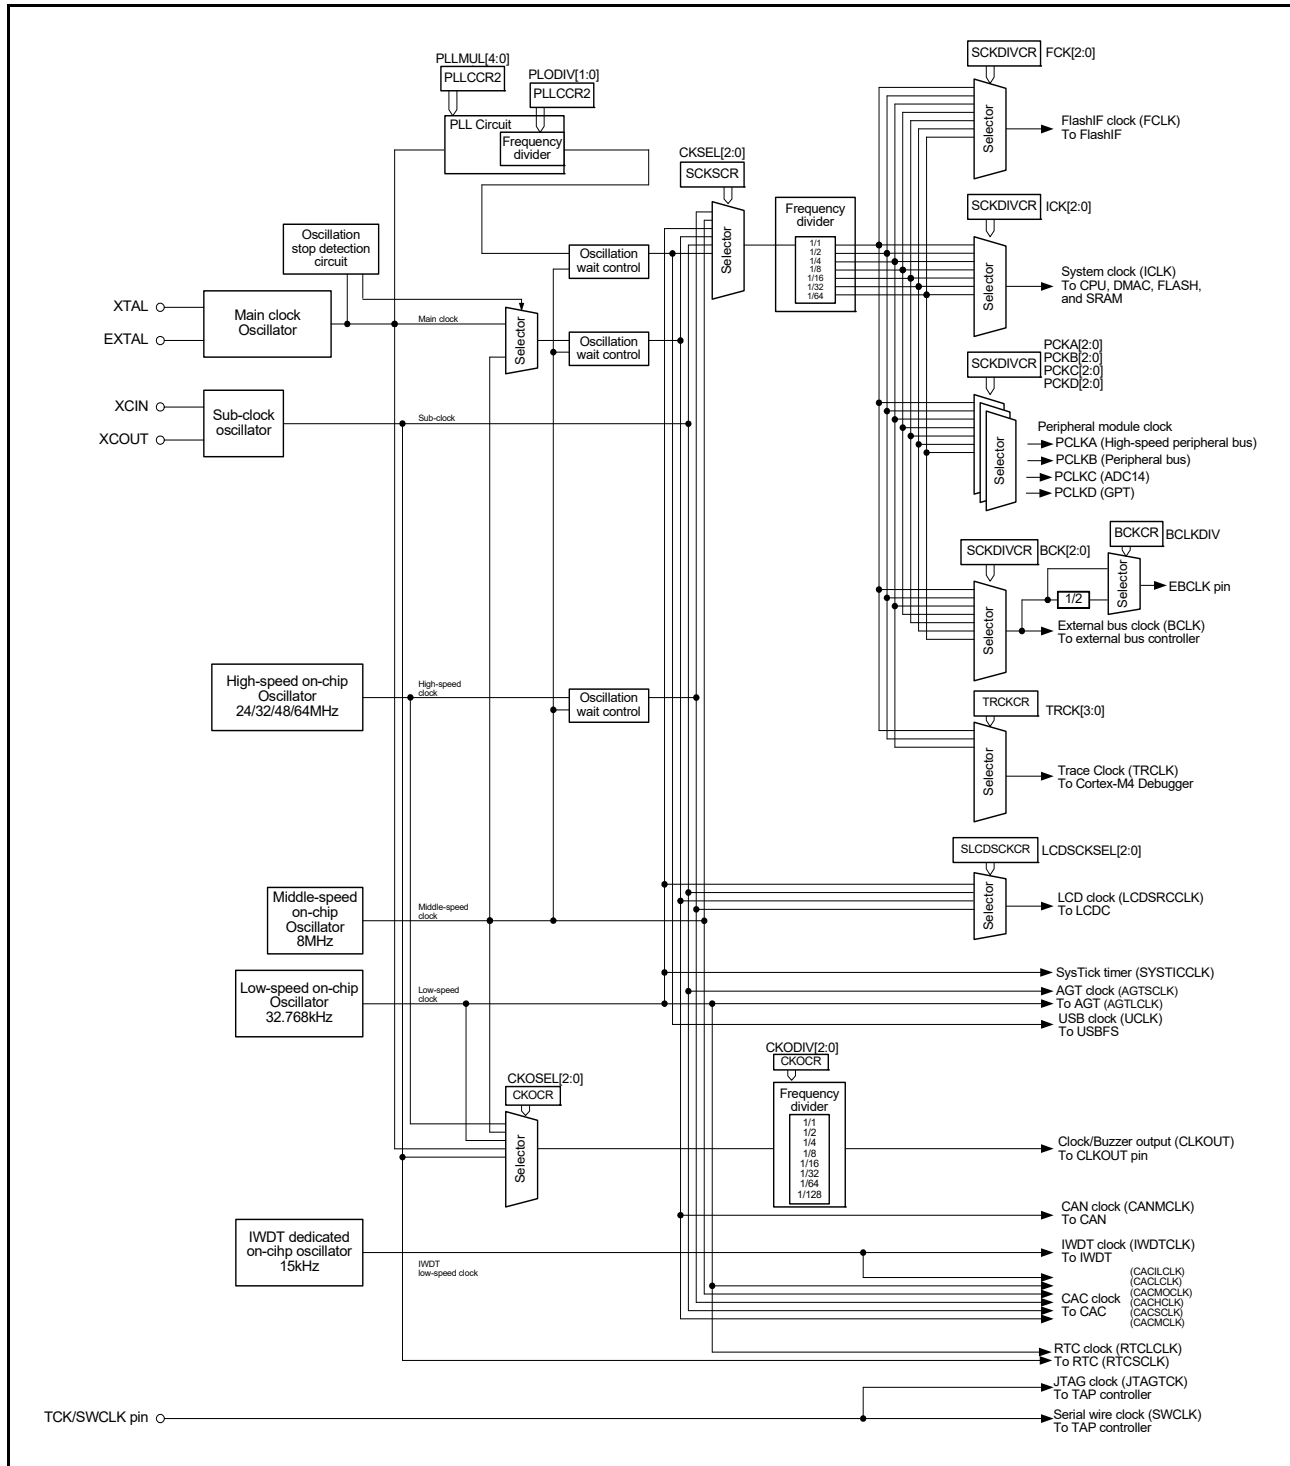 PLLMUL[4:0]
PLLCCR2
PLODIV[1:0]
PLLCCR2
PLL Circuit
Frequency
divider
CKSEL[2:0]
SCKSCR
Selector
Frequency
divider
1/1
1/2
1/4
1/8
1/16
1/32
1/64
SCKDIVCR FCK[2:0]
Selector
FlashIF clock (FCLK)
To FlashIF
SCKDIVCR ICK[2:0]
Selector
System clock (ICLK)
To CPU, DMAC, FLASH,
and SRAM
Oscillation
stop detection
circuit
Oscillation
wait control
XTAL
EXTAL
Main clock
Oscillator
Main clock
Selector
Oscillation
wait control
SCKDIVCR
PCKA[2:0]
PCKB[2:0]
PCKC[2:0]
PCKD[2:0]
Selector
Peripheral module clock
PCLKA (High-speed peripheral bus)
PCLKB (Peripheral bus)
PCLKC (ADC14)
PCLKD (GPT)
XCIN
XCOUT
Sub-clock
oscillator
Sub-clock
SCKDIVCR BCK[2:0]
Selector
BCKCR BCLKDIV
Selector
1/2
EBCLK pin
External bus clock (BCLK)
To external bus controller
High-speed on-chip
Oscillator
24/32/48/64MHz
High-speed
clock
Oscillation
wait control
TRCKCR
TRCK[3:0]
Selector
Trace Clock (TRCLK)
To Cortex-M4 Debugger
SLCDSCKCR LCDSCKSEL[2:0]
Selector
LCD clock (LCDSRCCLK)
To LCDC
Middle-speed
on-chip
Oscillator
8MHz
Middle-speed
clock
Low-speed on-chip
Oscillator
32.768kHz
Low-speed
clock
SysTick timer (SYSTICCLK)
AGT clock (AGTSCLK)
To AGT (AGTLCLK)
USB clock (UCLK)
To USBFS
CKOSEL[2:0]
CKOCR
Selector
CKODIV[2:0]
CKOCR
Frequency
divider
1/1
1/2
1/4
1/8
1/16
1/32
1/64
1/128
Clock/Buzzer output (CLKOUT)
To CLKOUT pin
CAN clock (CANMCLK)
To CAN
IWDT dedicated
on-cihp oscillator
15kHz
IWDT
low-speed clock
IWDT clock (IWDTCLK)
To IWDT
CAC clock
To CAC
(CACILCLK)
(CACLCLK)
(CACMOCLK)
(CACHCLK)
(CACSCLK)
(CACMCLK)
RTC clock (RTCLCLK)
To RTC (RTCSCLK)
JTAG clock (JTAGTCK)
To TAP controller
TCK/SWCLK pin
Serial wire clock (SWCLK)
To TAP controller